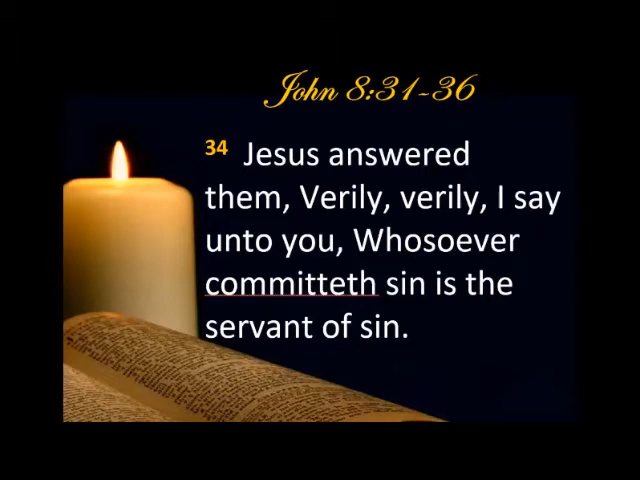 John 8:31-36
34 Jesus answered
them, Verily, verily, I say
unto you, Whosoever
committeth sin is the
servant of sin.